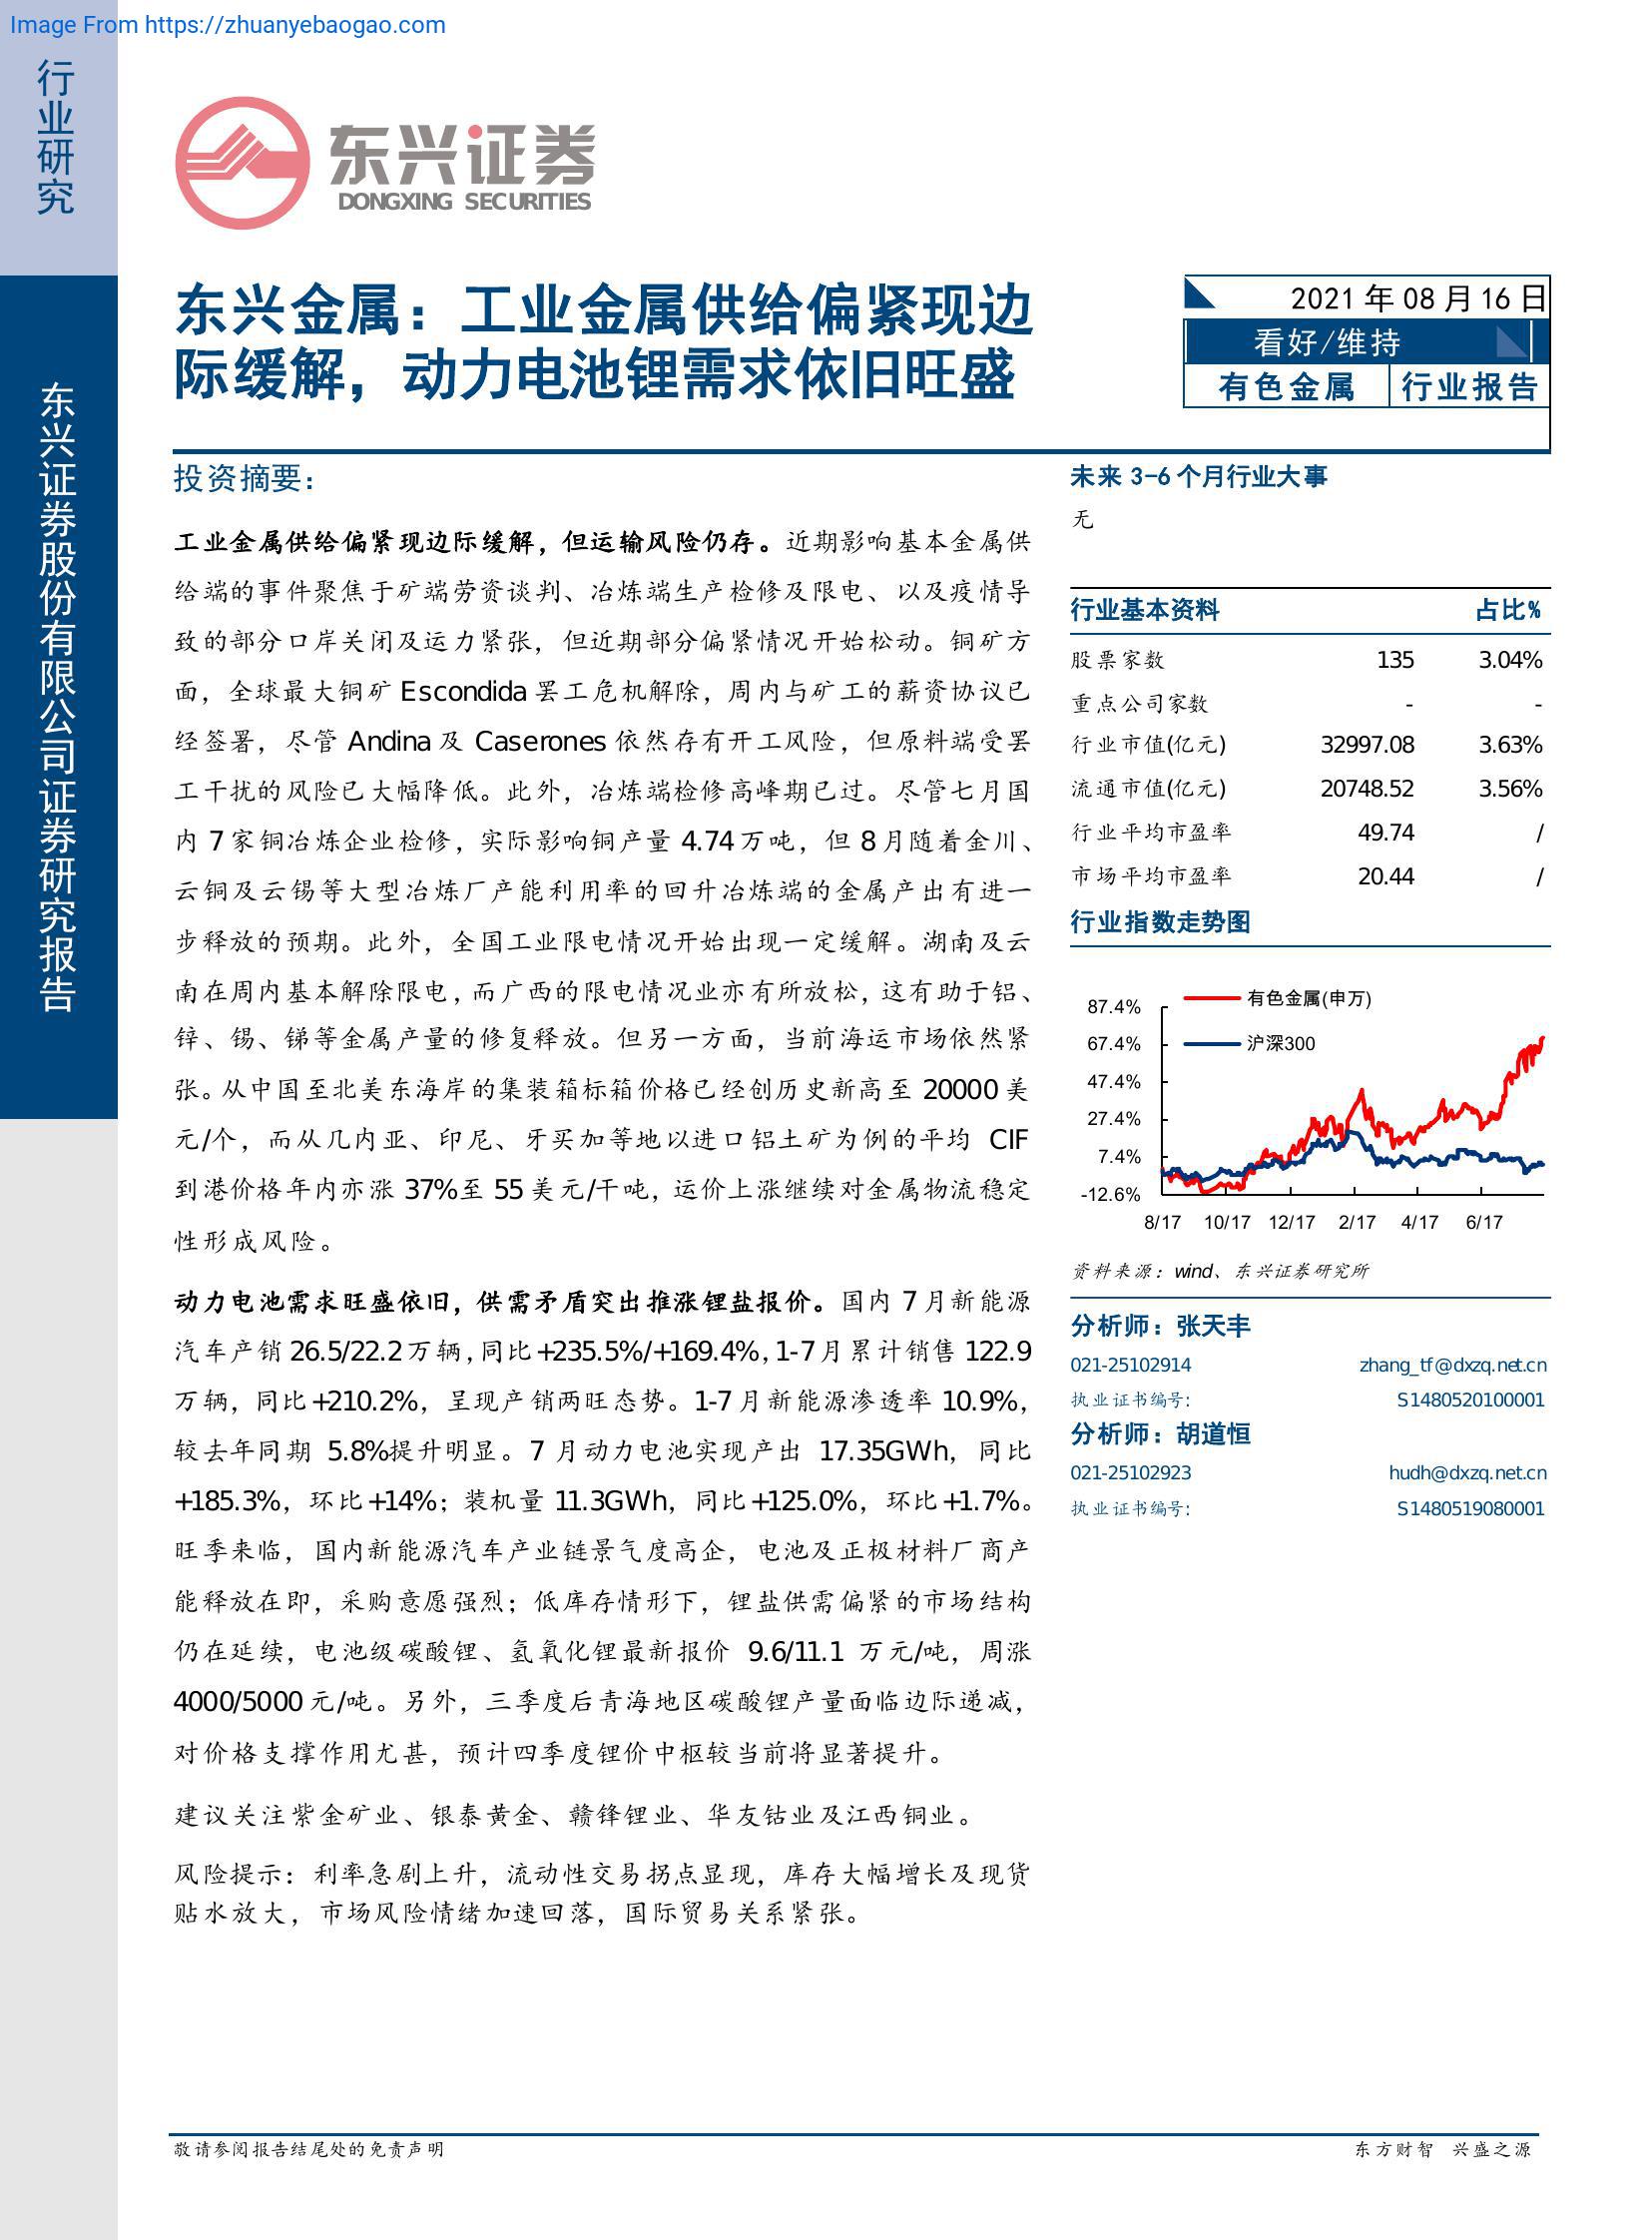 Image From https://zhuanyebaogao.com
行业研究
东兴证券股份有限公司证券研究报告
东兴证券
DONGXING SECURITIES
东兴金属：工业金属供给偏紧现边
际缓解，动力电池锂需求依旧旺盛
2021 年 08 月 16 日
看好/维持
有色金属 行业报告
投资摘要：
工业金属供给偏紧现边际缓解，但运输风险仍存。近期影响基本金属供
给端的事件聚焦于矿端劳资谈判、冶炼端生产检修及限电、以及疫情导
致的部分口岸关闭及运力紧张，但近期部分偏紧情况开始松动。铜矿方
面，全球最大铜矿 Escondida 罢工危机解除，周内与矿工的薪资协议已
经签署，尽管 Andina 及 Caserones 依然存有开工风险，但原料端受罢
工干扰的风险已大幅降低。此外，冶炼端检修高峰期已过。尽管七月国
内 7 家铜冶炼企业检修，实际影响铜产量 4.74 万吨，但 8 月随着金川、
云铜及云锡等大型冶炼厂产能利用率的回升冶炼端的金属产出有进一
步释放的预期。此外，全国工业限电情况开始出现一定缓解。湖南及云
南在周内基本解除限电，而广西的限电情况业亦有所放松，这有助于铝、
锌、锡、锑等金属产量的修复释放。但另一方面，当前海运市场依然紧
张。从中国至北美东海岸的集装箱标箱价格已经创历史新高至 20000 美
元/个，而从几内亚、印尼、牙买加等地以进口铝土矿为例的平均 CIF
到港价格年内亦涨 37%至 55 美元/干吨，运价上涨继续对金属物流稳定
性形成风险。
动力电池需求旺盛依旧，供需矛盾突出推涨锂盐报价。国内 7 月新能源
汽车产销 26.5/22.2 万辆，同比+235.5%/+169.4%，1-7 月累计销售 122.9
万辆，同比+210.2%，呈现产销两旺态势。1-7 月新能源渗透率 10.9%，
较去年同期 5.8%提升明显。7 月动力电池实现产出 17.35GWh，同比
+185.3%，环比+14%；装机量 11.3GWh，同比+125.0%，环比+1.7%。
旺季来临，国内新能源汽车产业链景气度高企，电池及正极材料厂商产
能释放在即，采购意愿强烈；低库存情形下，锂盐供需偏紧的市场结构
仍在延续，电池级碳酸锂、氢氧化锂最新报价 9.6/11.1 万元/吨，周涨
4000/5000 元/吨。另外，三季度后青海地区碳酸锂产量面临边际递减，
对价格支撑作用尤甚，预计四季度锂价中枢较当前将显著提升。
建议关注紫金矿业、银泰黄金、赣锋锂业、华友钴业及江西铜业。
风险提示：利率急剧上升，流动性交易拐点显现，库存大幅增长及现货
贴水放大，市场风险情绪加速回落，国际贸易关系紧张。
未来 3-6 个月行业大事
无
行业基本资料 占比%
股票家数 135 3.04%
重点公司家数 - -
行业市值(亿元) 32997.08 3.63%
流通市值(亿元) 20748.52 3.56%
行业平均市盈率 49.74 /
市场平均市盈率 20.44 /
行业指数走势图
有色金属(申万)
沪深300
87.4%
67.4%
47.4%
27.4%
7.4%
-12.6%
8/17 10/17 12/17 2/17 4/17 6/17
资料来源：wind、东兴证券研究所
分析师：张天丰
021-25102914 zhang_tf@dxzq.net.cn
执业证书编号: S1480520100001
分析师：胡道恒
021-25102923 hudh@dxzq.net.cn
执业证书编号: S1480519080001
敬请参阅报告结尾处的免责声明 东方财智 兴盛之源